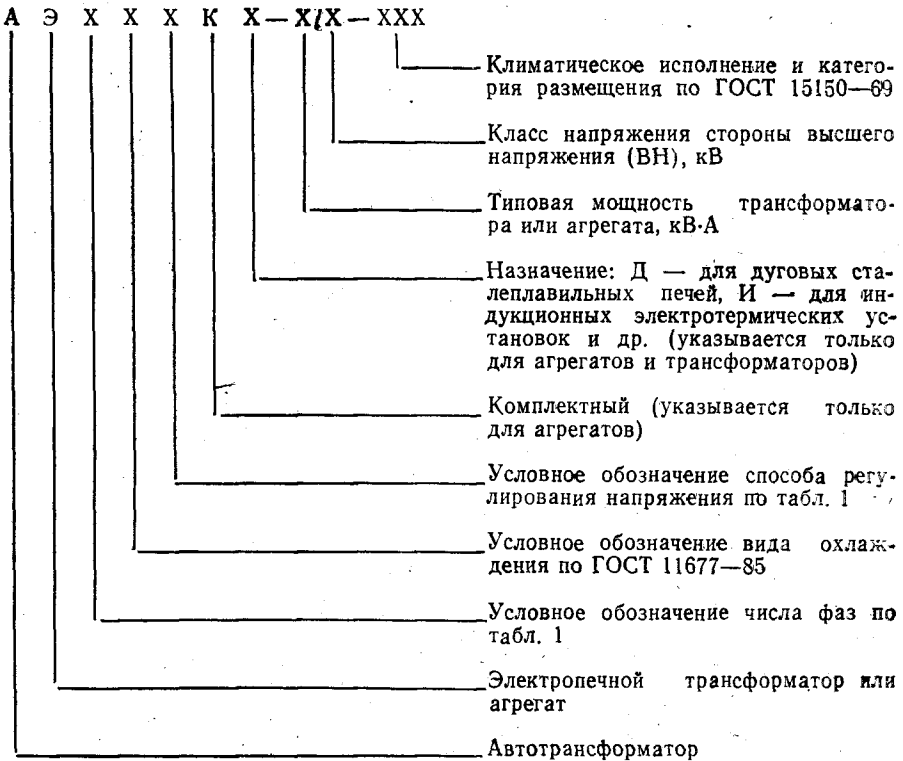 А Э Х Х Х К Х — Х/Х — ХХХ
Климатическое исполнение и катего-
рия размещения по ГОСТ 15150—69
Класс напряжения стороны высшего
напряжения (ВН), кВ
Типовая мощность трансформато-
ра или агрегата, кВ·А
Назначение: Д — для дуговых ста-
леплавильных печей, И — для ин-
дукционных электротермических ус-
тановок и др. (указывается только
для агрегатов и трансформаторов)
Комплектный (указывается только
для агрегатов)
Условное обозначение способа регу-
лирования напряжения по табл. 1
Условное обозначение вида охлаж-
дения по ГОСТ 11677—85
Условное обозначение числа фаз по
табл. 1
Электропечной трансформатор или
агрегат
Автотрансформатор